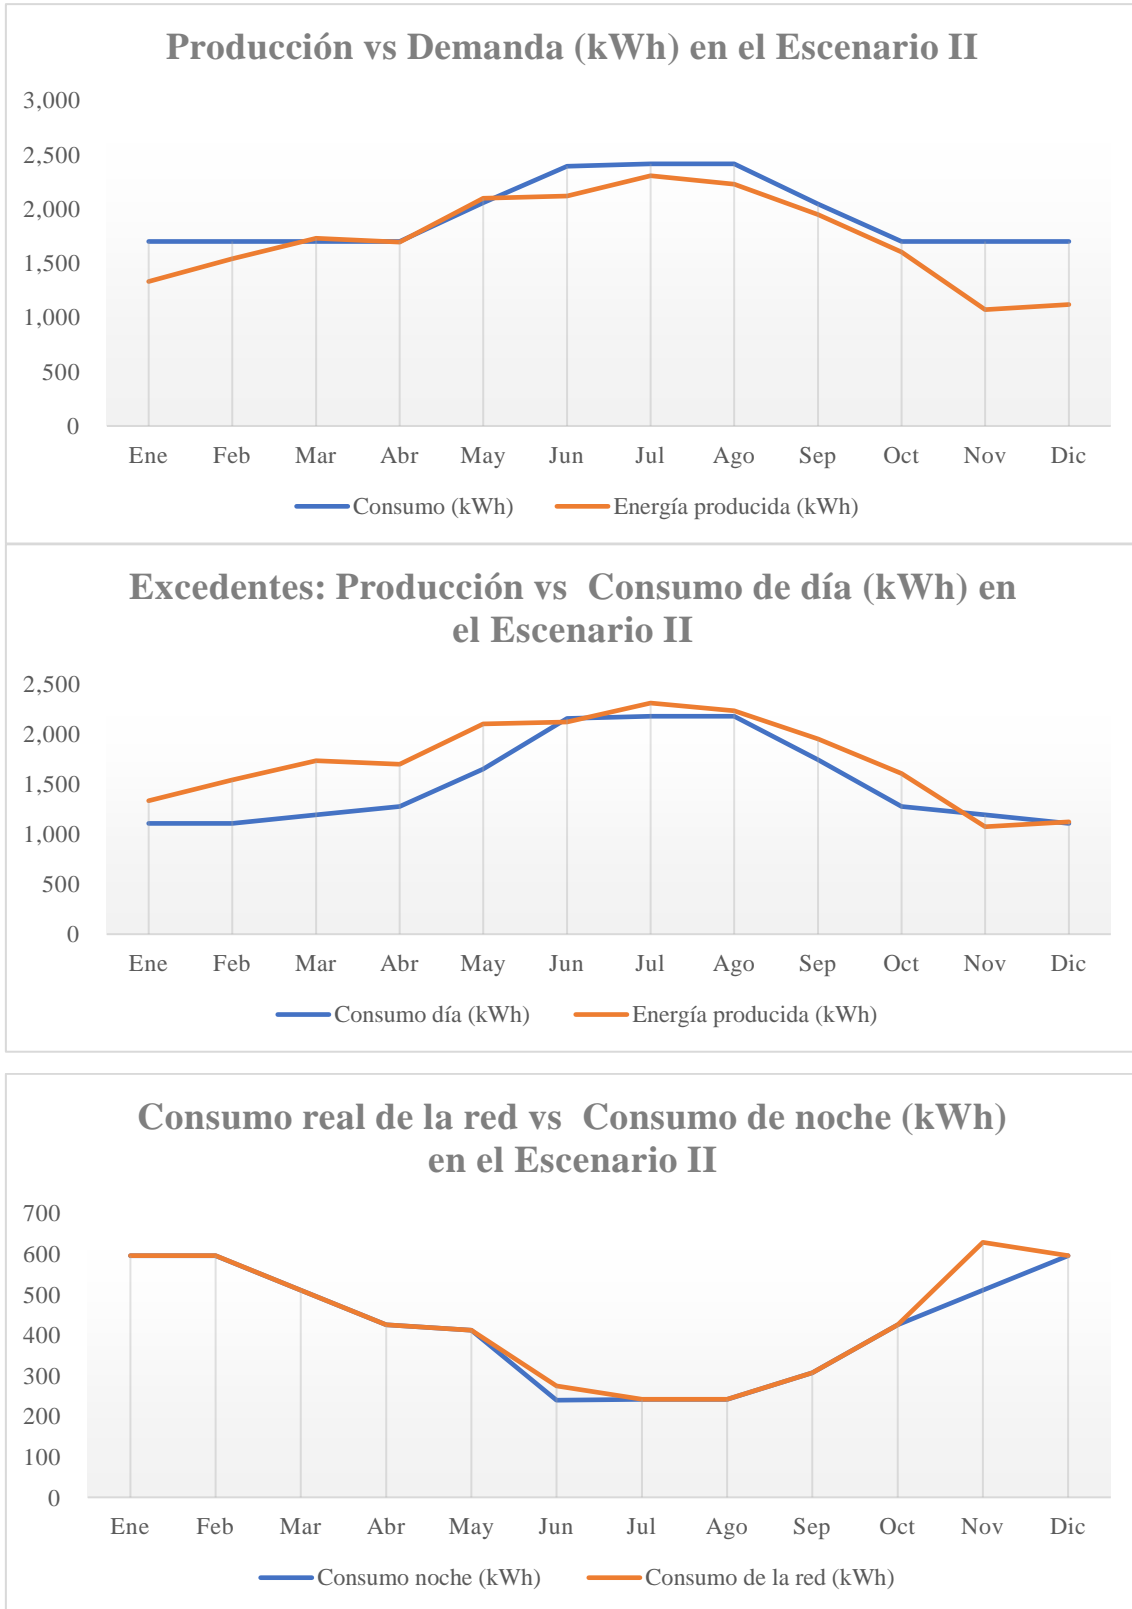 Producción vs Demanda (kWh) en el Escenario II
3,000
2,500
2,000
1,500
1,000
500
0
Ene Feb Mar Abr May Jun Jul Ago Sep Oct Nov Dic
Consumo (kWh) Energía producida (kWh)
Excedentes: Producción vs Consumo de día (kWh) en
el Escenario II
2,500
2,000
1,500
1,000
500
0
Ene Feb Mar Abr May Jun Jul Ago Sep Oct Nov Dic
Consumo día (kWh) Energía producida (kWh)
Consumo real de la red vs Consumo de noche (kWh)
en el Escenario II
700
600
500
400
300
200
100
0
Ene Feb Mar Abr May Jun Jul Ago Sep Oct Nov Dic
Consumo noche (kWh) Consumo de la red (kWh)